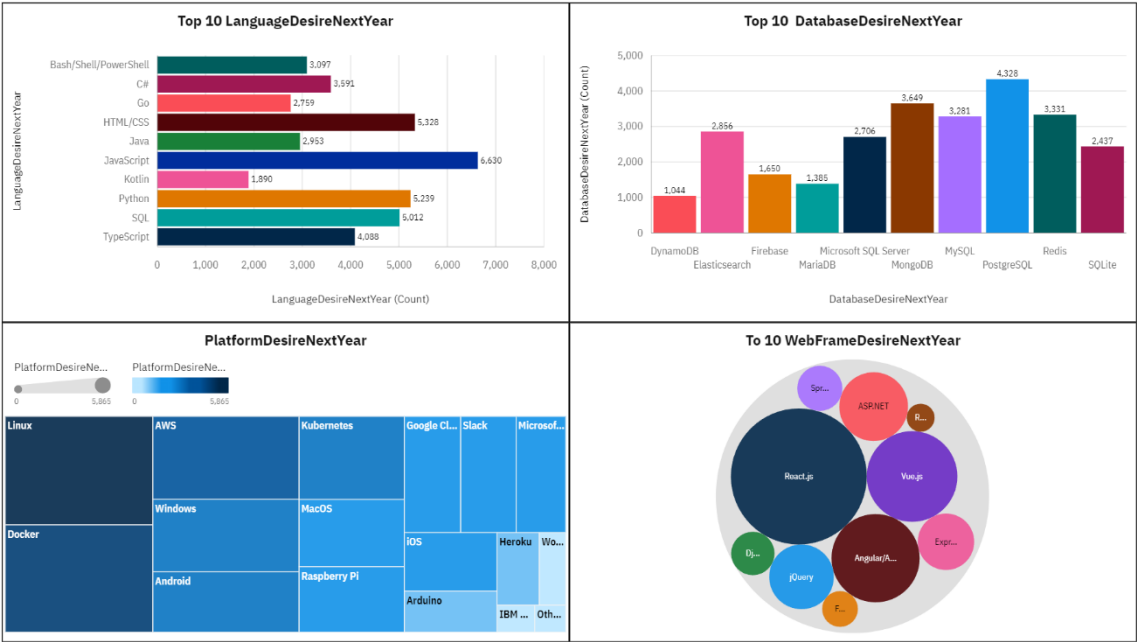 Top 10 LanguageDesireNextYear
LanguageDesireNextYear
Bash/Shell/PowerShell 3,097
C# 3,591
Go 2,759
HTML/CSS 5,328
Java 2,953
JavaScript 6,630
Kotlin 1,890
Python 5,239
SQL 5,012
TypeScript 4,088
0 1,000 2,000 3,000 4,000 5,000 6,000 7,000 8,000
LanguageDesireNextYear (Count)
Top 10 DatabaseDesireNextYear
DatabaseDesireNextYear (Count)
5,000
4,000
3,000
2,000
1,000
0
1,044 2,856 1,650 1,385 2,706 3,649 3,281 4,328 3,331 2,437
DynamoDB Firebase Microsoft SQL Server MySQL Redis
Elasticsearch MariaDB MongoDB PostgreSQL SQLite
DatabaseDesireNextYear
PlatformDesireNextYear
PlatformDesireNe... PlatformDesireNe...
0 5,865 0 5,865
Linux AWS Kubernetes Google Cl... Slack Microsof...
Windows MacOS
Docker iOS Heroku Wo...
Android Raspberry Pi
Arduino
IBM ... Oth...
To 10 WebFrameDesireNextYear
Spr...
ASP.NET
R...
React.js Vue.js
Expr...
Dj... Angular/A...
jQuery
F...